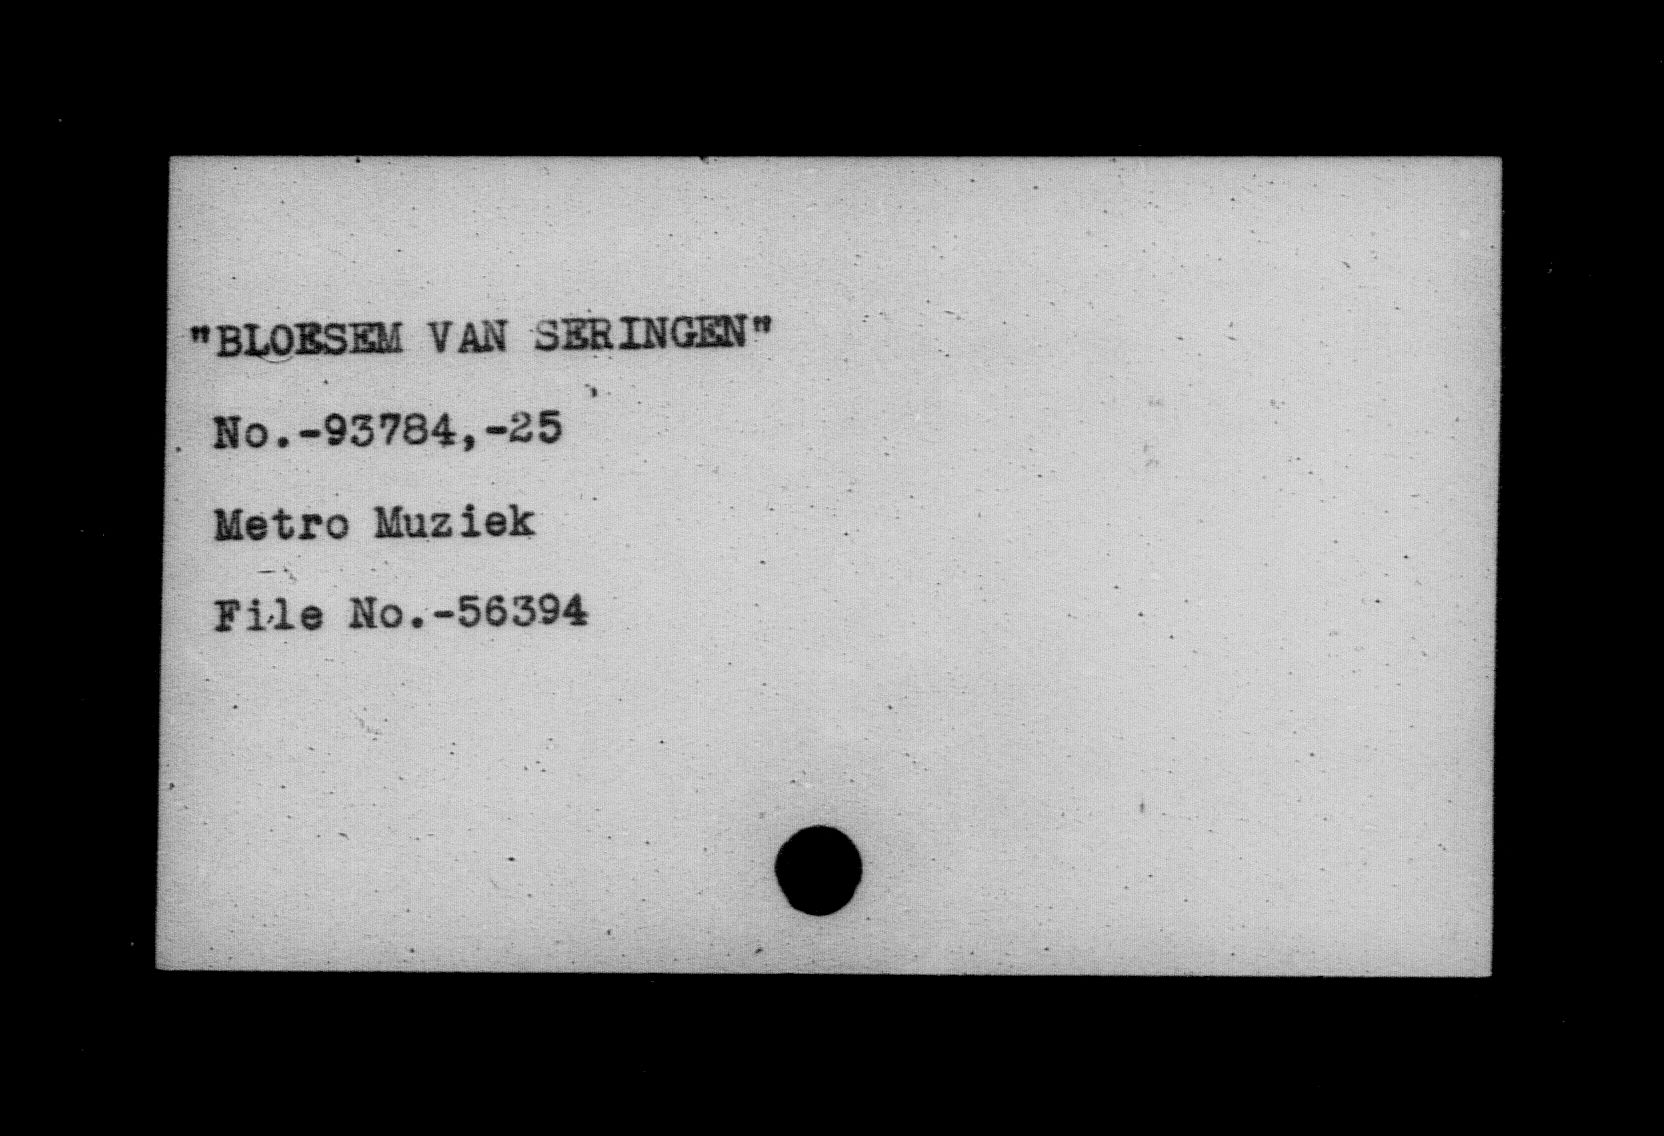 "BLOESEM VAN SERINGEN"
No.-93784,-25
Metro Muziek
File No.-56394